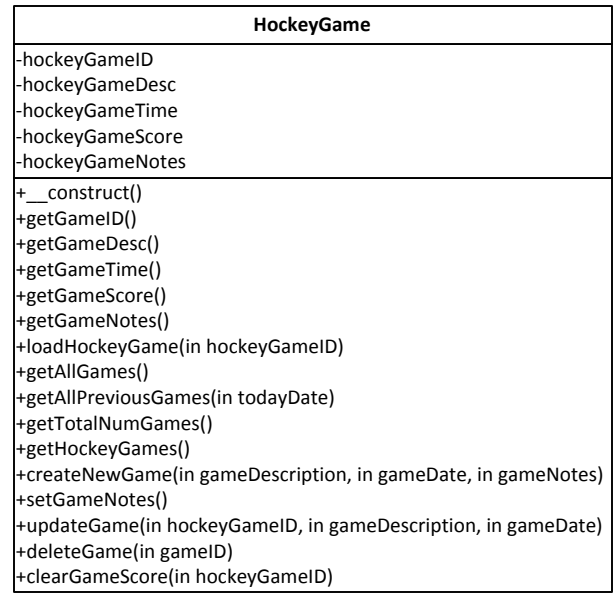 HockeyGame
-hockeyGameID
-hockeyGameDesc
-hockeyGameTime
-hockeyGameScore
-hockeyGameNotes
+__construct()
+getGameID()
+getGameDesc()
+getGameTime()
+getGameScore()
+getGameNotes()
+loadHockeyGame(in hockeyGameID)
+getAllGames()
+getAllPreviousGames(in todayDate)
+getTotalNumGames()
+getHockeyGames()
+createNewGame(in gameDescription, in gameDate, in gameNotes)
+setGameNotes()
+updateGame(in hockeyGameID, in gameDescription, in gameDate)
+deleteGame(in gameID)
+clearGameScore(in hockeyGameID)